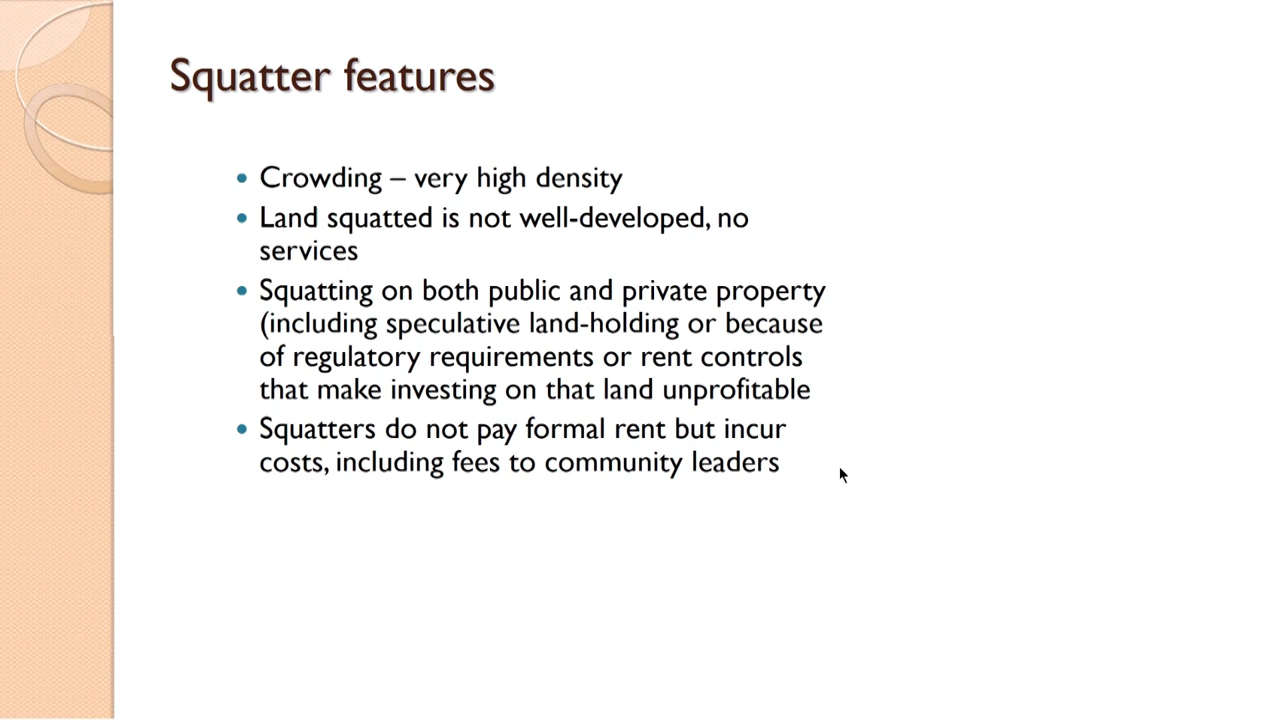 Squatter features
• Crowding – very high density
• Land squatted is not well-developed, no
services
• Squatting on both public and private property
(including speculative land-holding or because
of regulatory requirements or rent controls
that make investing on that land unprofitable
• Squatters do not pay formal rent but incur
costs, including fees to community leaders